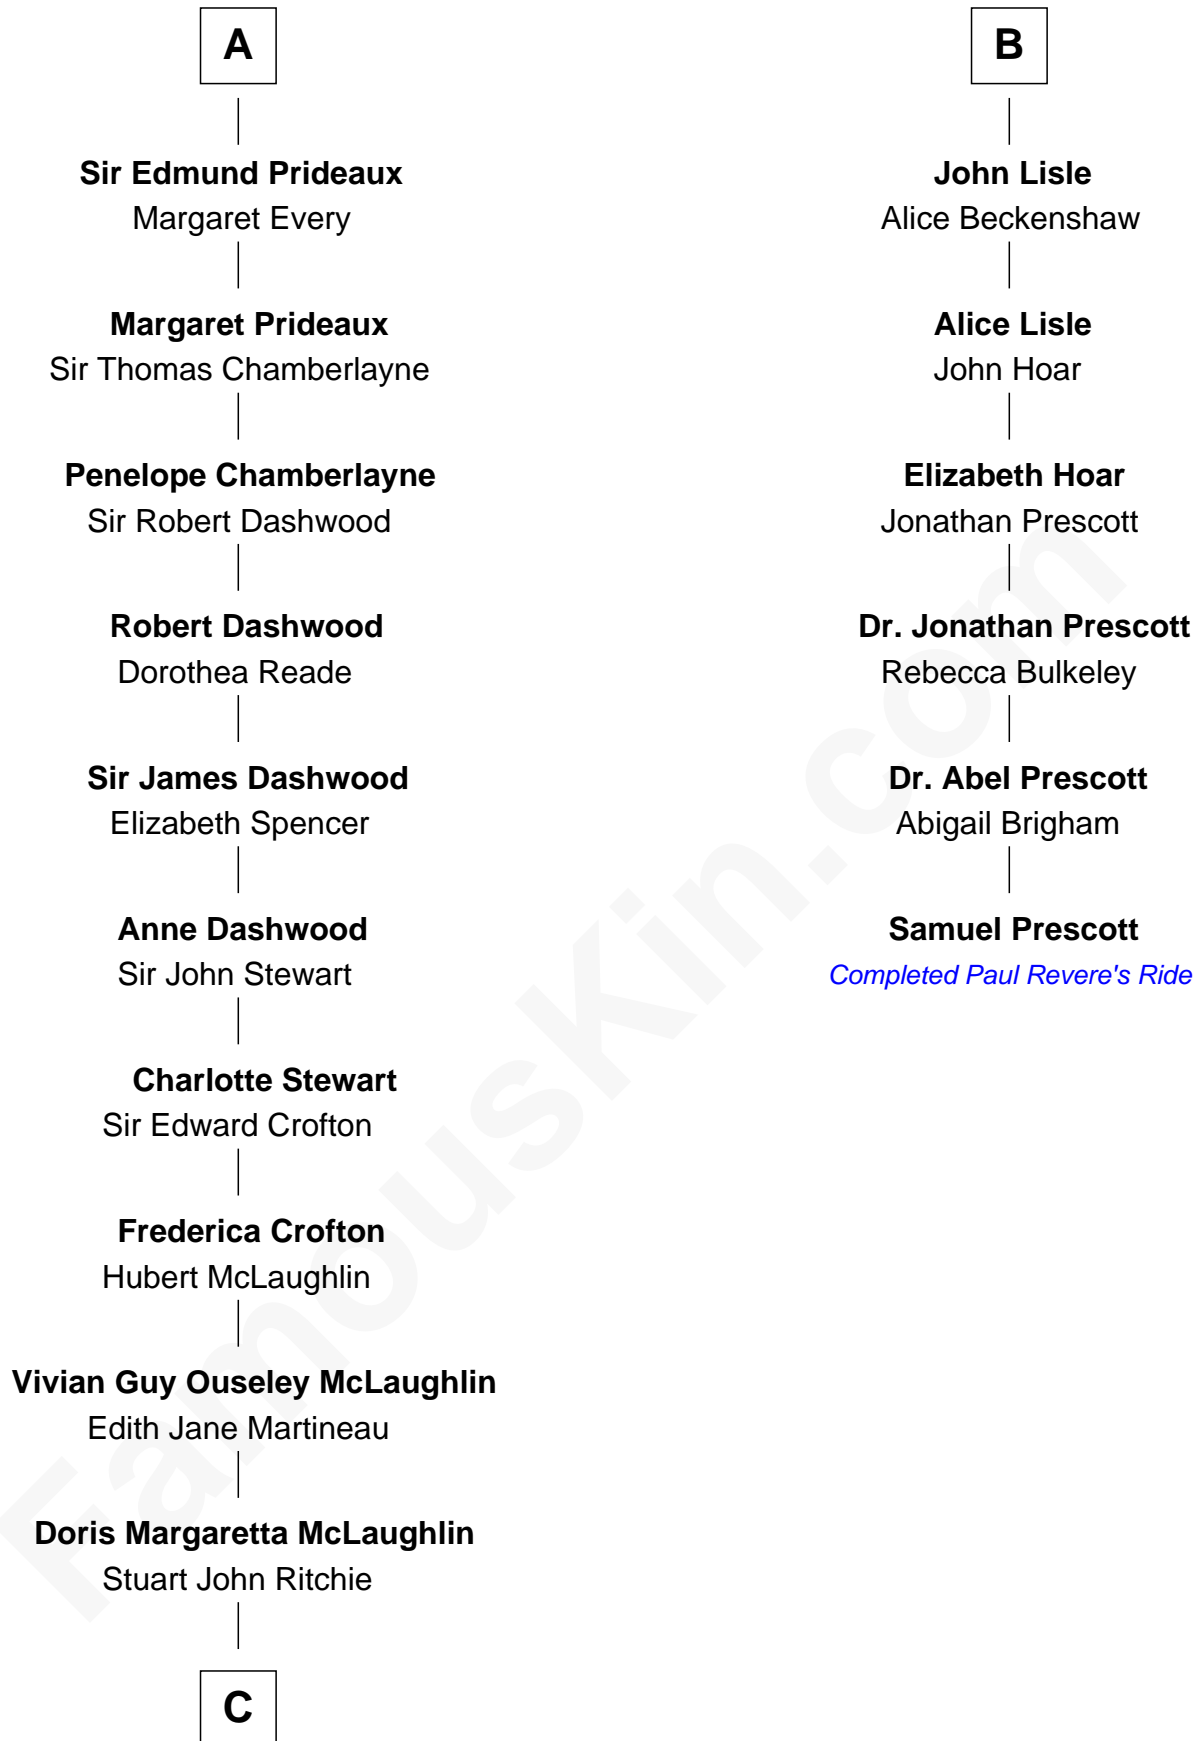 A
Sir Edmund Prideaux
Margaret Every
Margaret Prideaux
Sir Thomas Chamberlayne
Penelope Chamberlayne
Sir Robert Dashwood
Robert Dashwood
Dorothea Reade
Sir James Dashwood
Elizabeth Spencer
Anne Dashwood
Sir John Stewart
Charlotte Stewart
Sir Edward Crofton
Frederica Crofton
Hubert McLaughlin
Vivian Guy Ouseley McLaughlin
Edith Jane Martineau
Doris Margaretta McLaughlin
Stuart John Ritchie
C
B
John Lisle
Alice Beckenshaw
Alice Lisle
John Hoar
Elizabeth Hoar
Jonathan Prescott
Dr. Jonathan Prescott
Rebecca Bulkeley
Dr. Abel Prescott
Abigail Brigham
Samuel Prescott
Completed Paul Revere's Ride
FamousKin.com